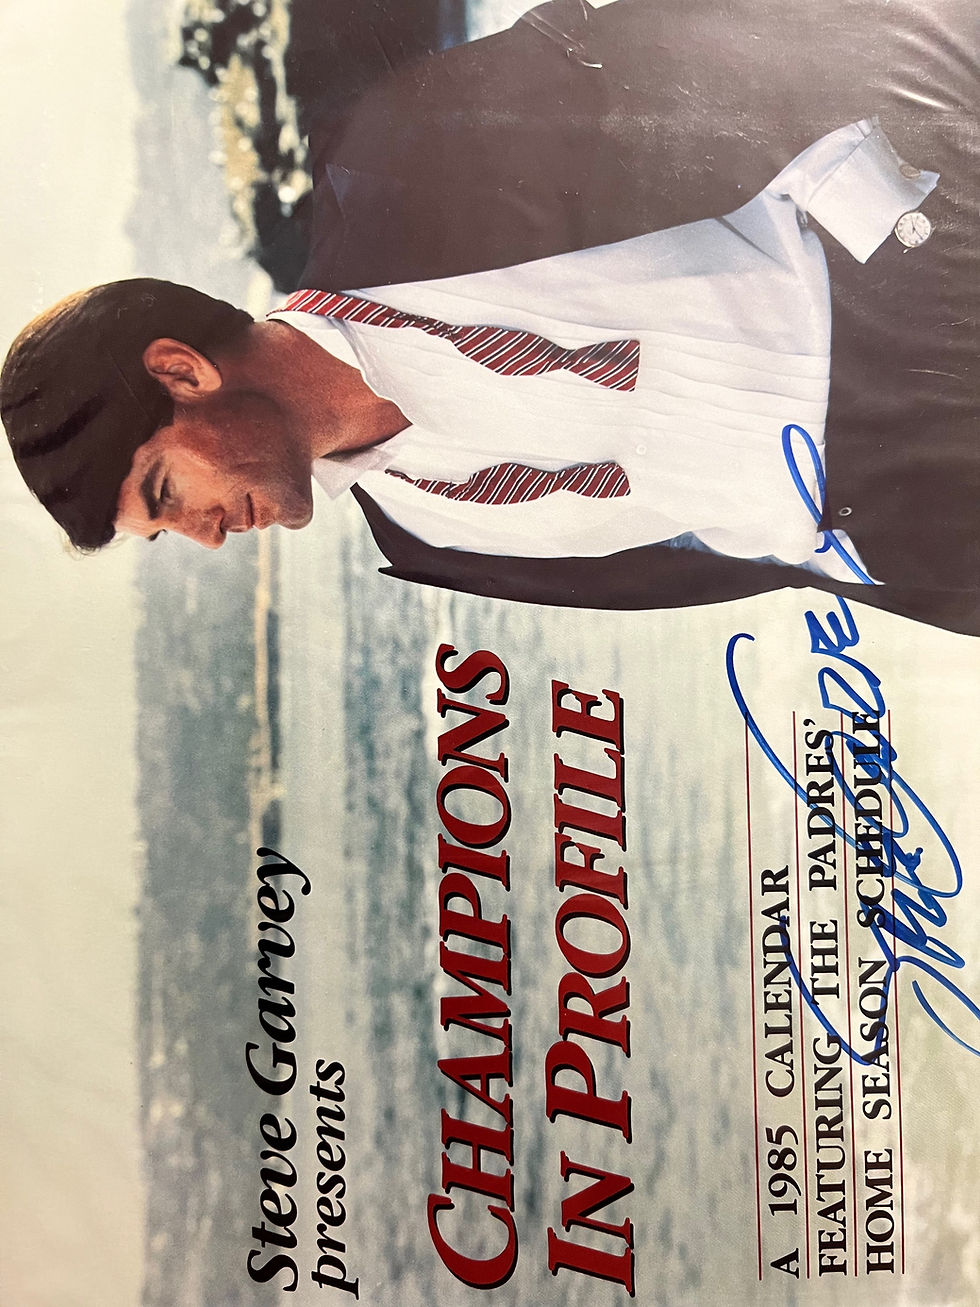 Steve Garvey
presents
CHAMPIONS
IN PROFILE
A 1985 CALENDAR
FEATURING THE PADRES'
HOME SEASON SCHEDULE